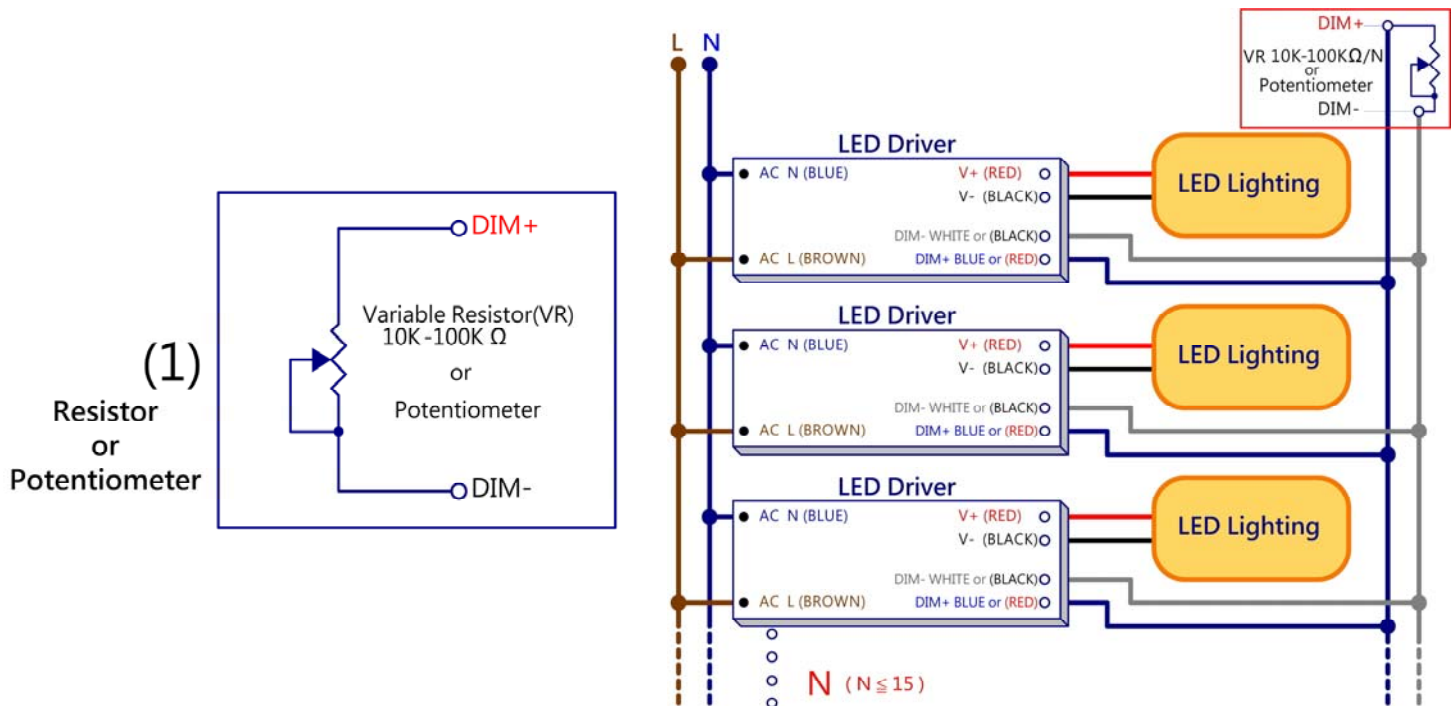 (1)
Resistor
or
Potentiometer
DIM+
Variable Resistor(VR)
10K-100K Ω
or
Potentiometer
DIM-
L N
DIM+
VR 10K-100KΩ/N
or
Potentiometer
DIM-
LED Driver
AC N (BLUE)
V+ (RED)
V- (BLACK)
DIM- WHITE or (BLACK)
AC L (BROWN)
DIM+ BLUE or (RED)
LED Lighting
LED Driver
AC N (BLUE)
V+ (RED)
V- (BLACK)
DIM- WHITE or (BLACK)
AC L (BROWN)
DIM+ BLUE or (RED)
LED Lighting
LED Driver
AC N (BLUE)
V+ (RED)
V- (BLACK)
DIM- WHITE or (BLACK)
AC L (BROWN)
DIM+ BLUE or (RED)
LED Lighting
N (N≦15)